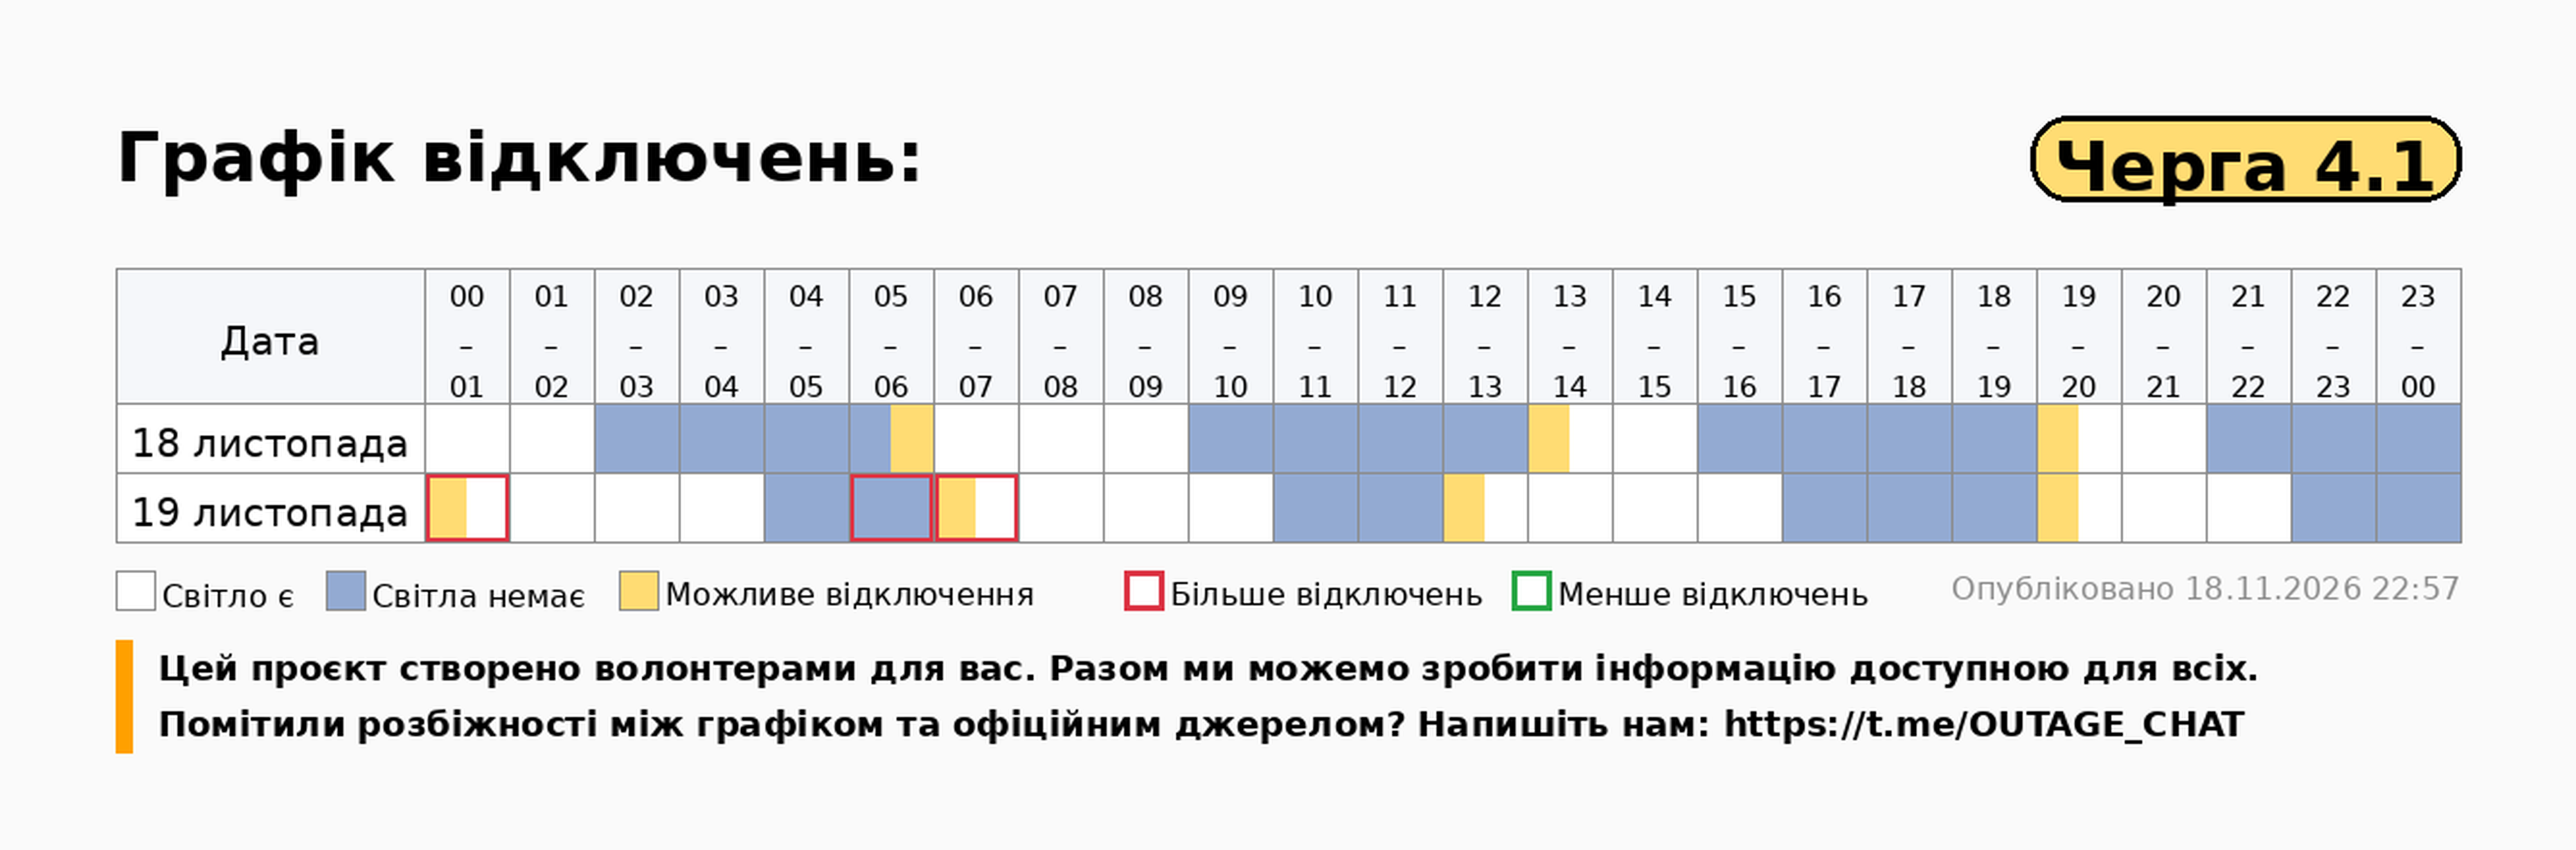 Графік відключень:
Черга 4.1
Дата
00 – 01
01 – 02
02 – 03
03 – 04
04 – 05
05 – 06
06 – 07
07 – 08
08 – 09
09 – 10
10 – 11
11 – 12
12 – 13
13 – 14
14 – 15
15 – 16
16 – 17
17 – 18
18 – 19
19 – 20
20 – 21
21 – 22
22 – 23
23 – 00
18 листопада
19 листопада
Світло є Світла немає Можливе відключення Більше відключень Менше відключень Опубліковано 18.11.2026 22:57
Цей проєкт створено волонтерами для вас. Разом ми можемо зробити інформацію доступною для всіх.
Помітили розбіжності між графіком та офіційним джерелом? Напишіть нам: https://t.me/OUTAGE_CHAT